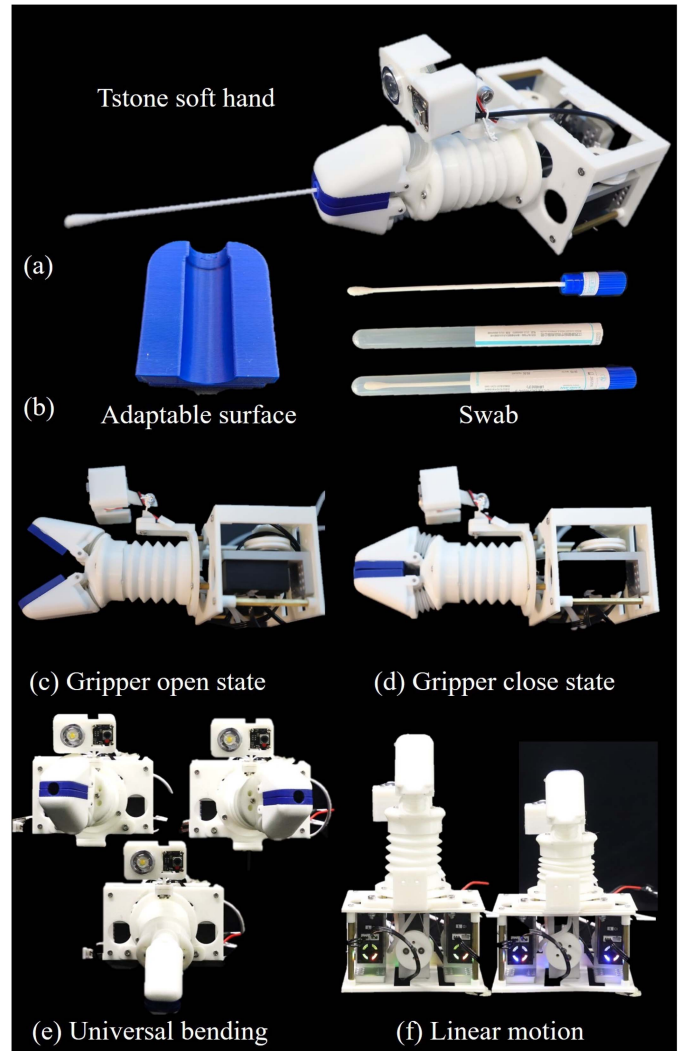 Tstone soft hand
(a)
(b)
Adaptable surface
Swab
(c) Gripper open state
(d) Gripper close state
(e) Universal bending
(f) Linear motion